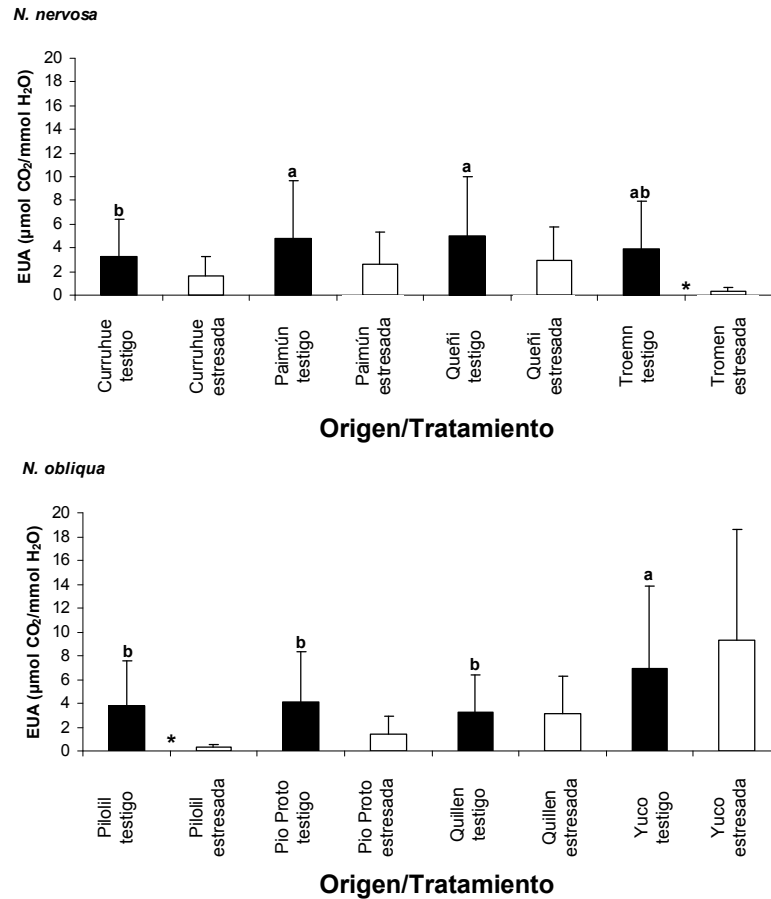 N. nervosa
EUA (µmol CO₂/mmol H₂O)
20
18
16
14
12
10
8
6
4
2
0
b
a
a
ab
*
Curruhue testigo
Curruhue estresada
Paimún testigo
Paimún estresada
Queñi testigo
Queñi estresada
Troemn testigo
Tromen estresada
Origen/Tratamiento
N. obliqua
EUA (µmol CO₂/mmol H₂O)
20
18
16
14
12
10
8
6
4
2
0
b
*
b
b
a
Pilolil testigo
Pilolil estresada
Pio Proto testigo
Pio Proto estresada
Quillen testigo
Quillen estresada
Yuco testigo
Yuco estresada
Origen/Tratamiento